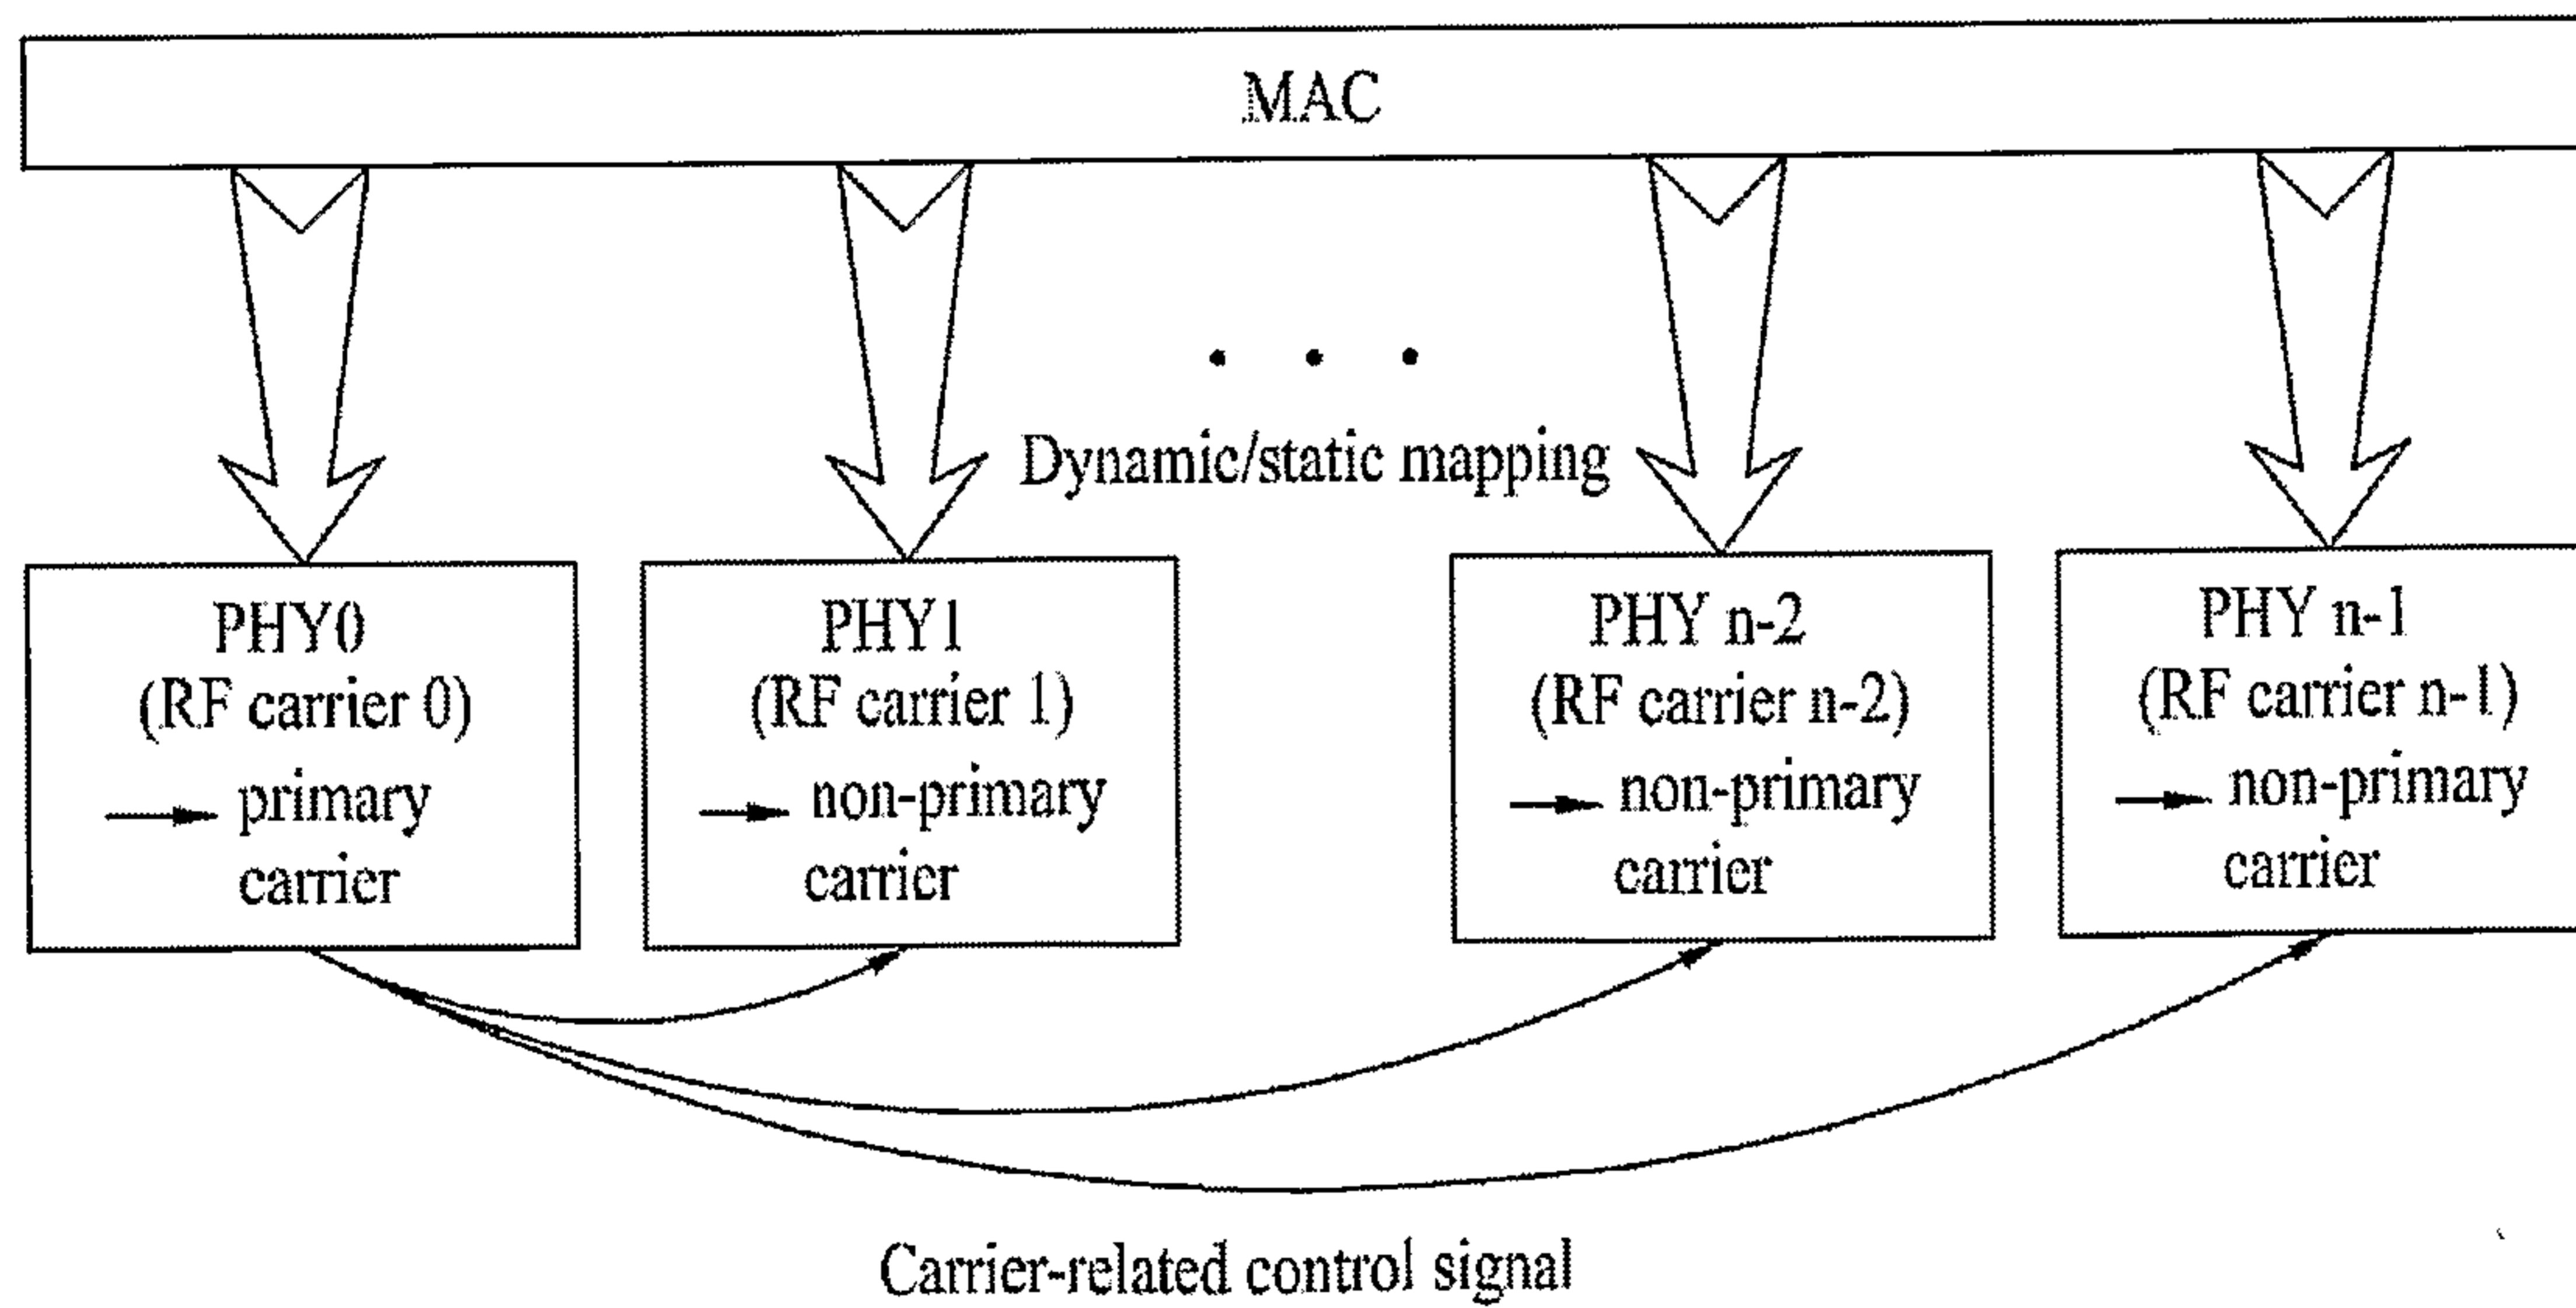 MAC
. . .
Dynamic/static mapping
PHY0
(RF carrier 0)
primary
carrier
PHY1
(RF carrier 1)
non-primary
carrier
PHY n-2
(RF carrier n-2)
non-primary
carrier
PHY n-1
(RF carrier n-1)
non-primary
carrier
Carrier-related control signal